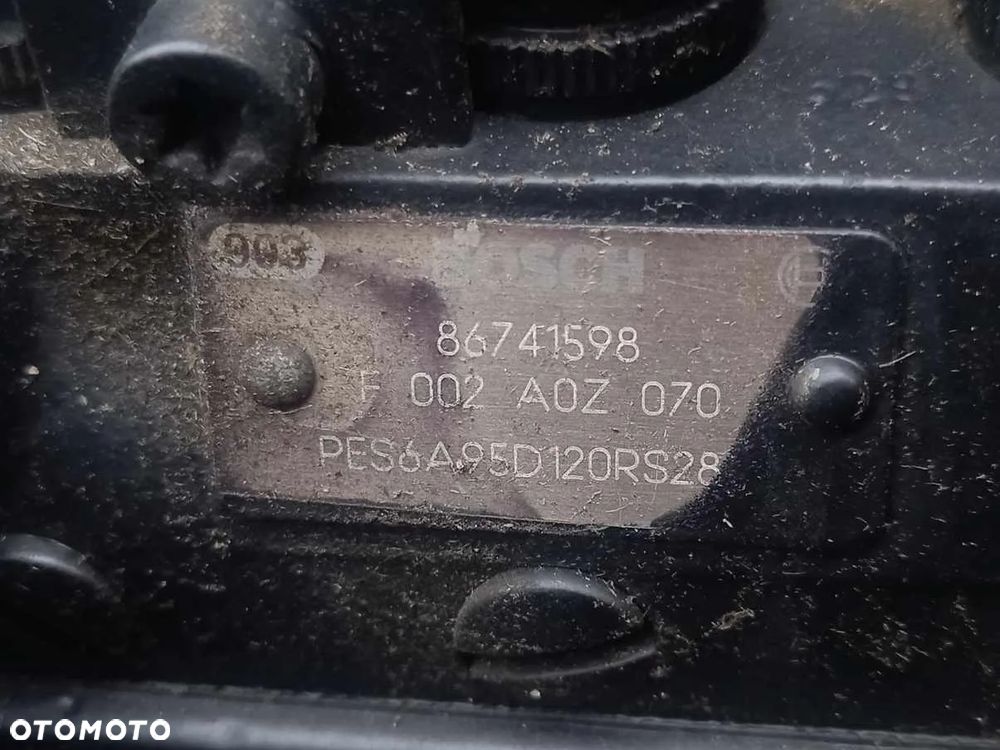 903 BOSCH
86741598
F 002 A0Z 070
PES6A95D120RS28
OTOMOTO